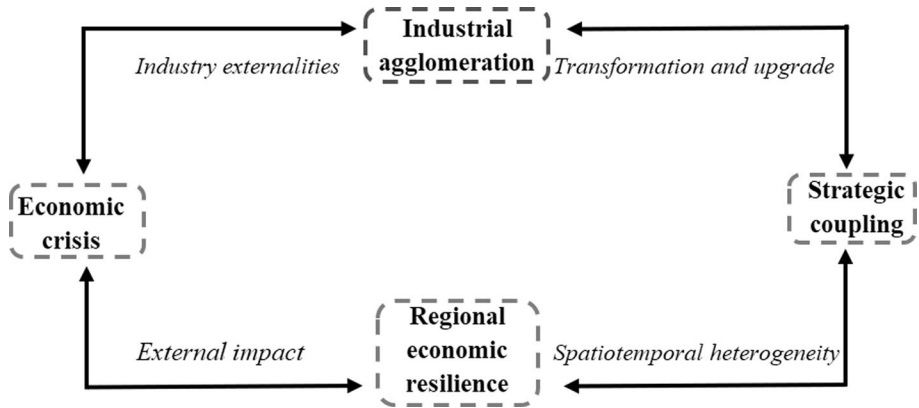 Industrial
agglomeration
Industry externalities
Transformation and upgrade
Economic
crisis
Strategic
coupling
Regional
economic
resilience
External impact
Spatiotemporal heterogeneity